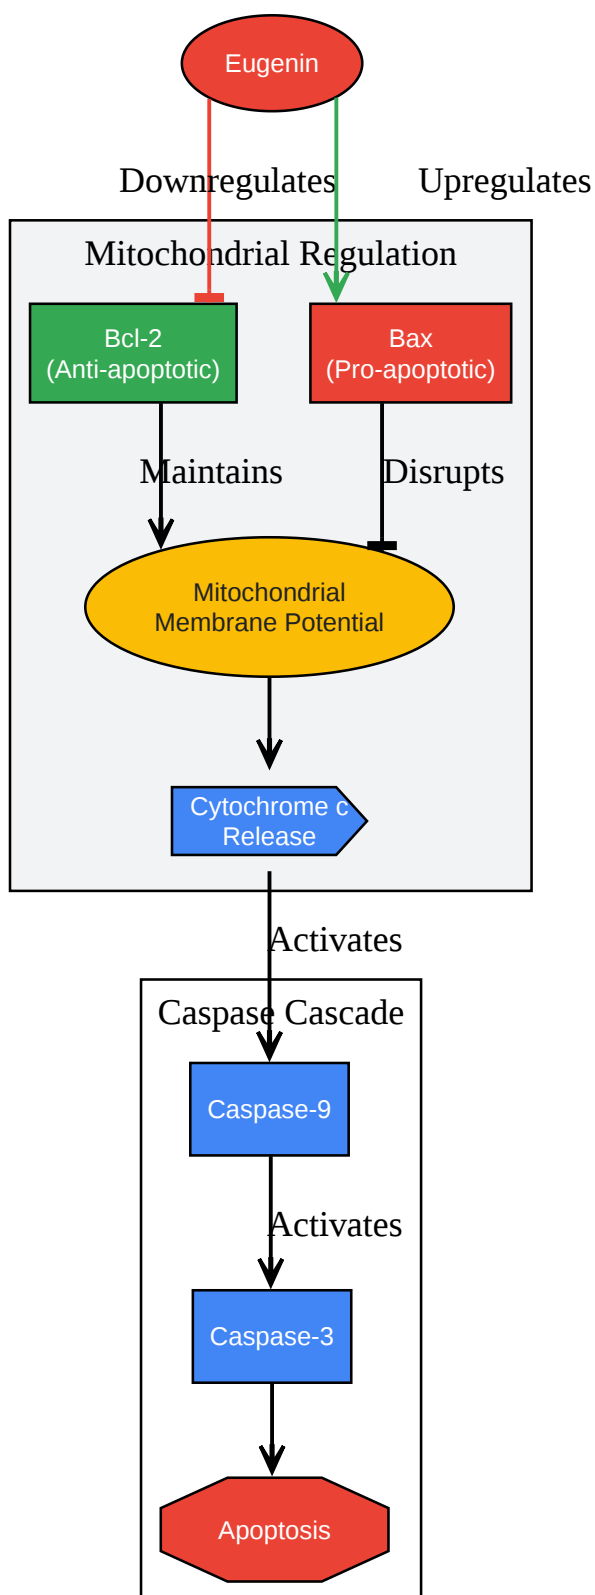 Eugenin
Downregulates
Upregulates
Mitochondrial Regulation
Bcl-2
(Anti-apoptotic)
Bax
(Pro-apoptotic)
Maintains
Disrupts
Mitochondrial
Membrane Potential
Cytochrome c
Release
Activates
Caspase Cascade
Caspase-9
Activates
Caspase-3
Apoptosis